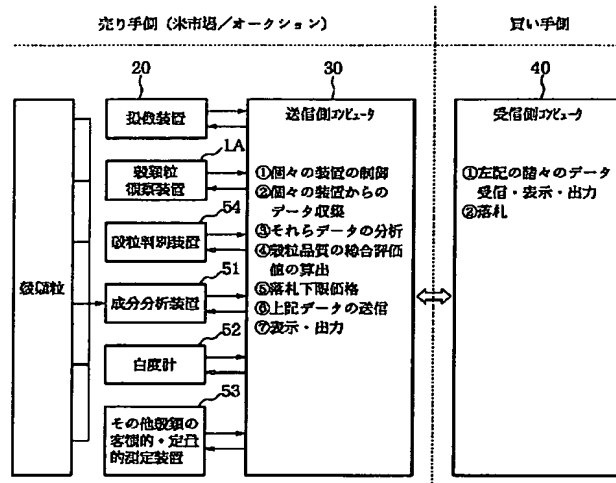 売り手側（米市場／オークション）
買い手側
20
30
40
撮像装置
送信側コンピュータ
受信側コンピュータ
1A
穀類粒
観察装置
54
穀粒判別装置
51
成分分析装置
52
白度計
53
その他穀類の
客観的・定量
的測定装置
穀類粒
①個々の装置の制御
②個々の装置からの
データ収集
③それらデータの分析
④穀粒品質の総合評価
値の算出
⑤落札下限価格
⑥上記データの送信
⑦表示・出力
①左記の諸々のデータ
受信・表示・出力
②落札